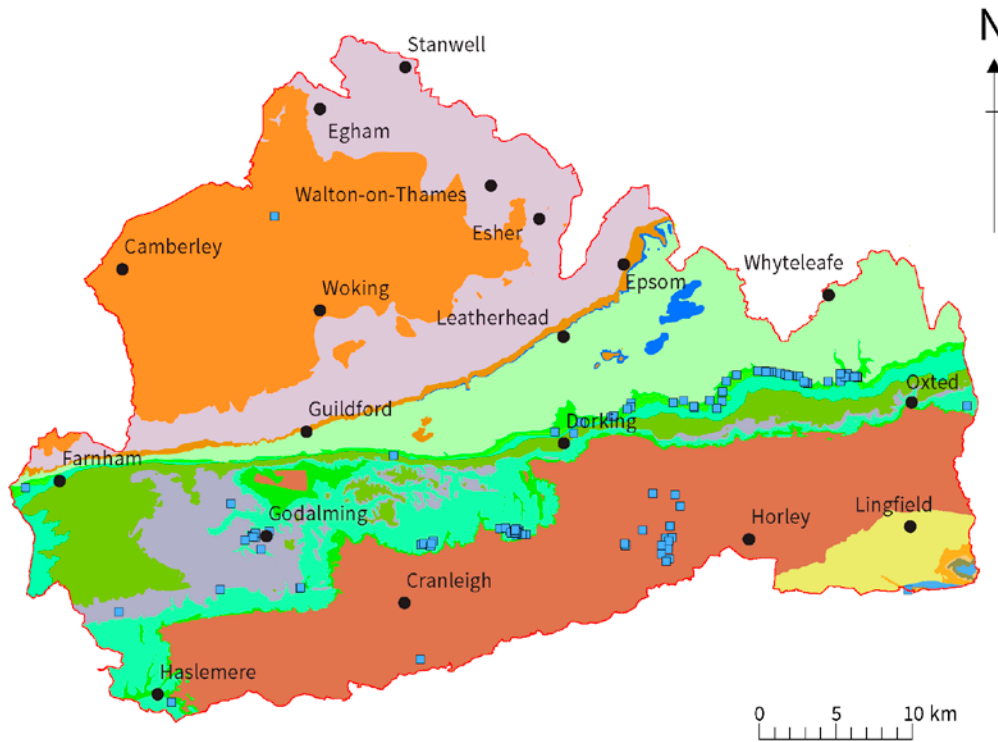 N
Stanwell
Egham
Walton-on-Thames
Esher
Camberley
Whyteleafe
Epsom
Woking
Leatherhead
Oxted
Guildford
Dorking
Farnham
Godalming
Lingfield
Horley
Cranleigh
Haslemere
0 5 10 km